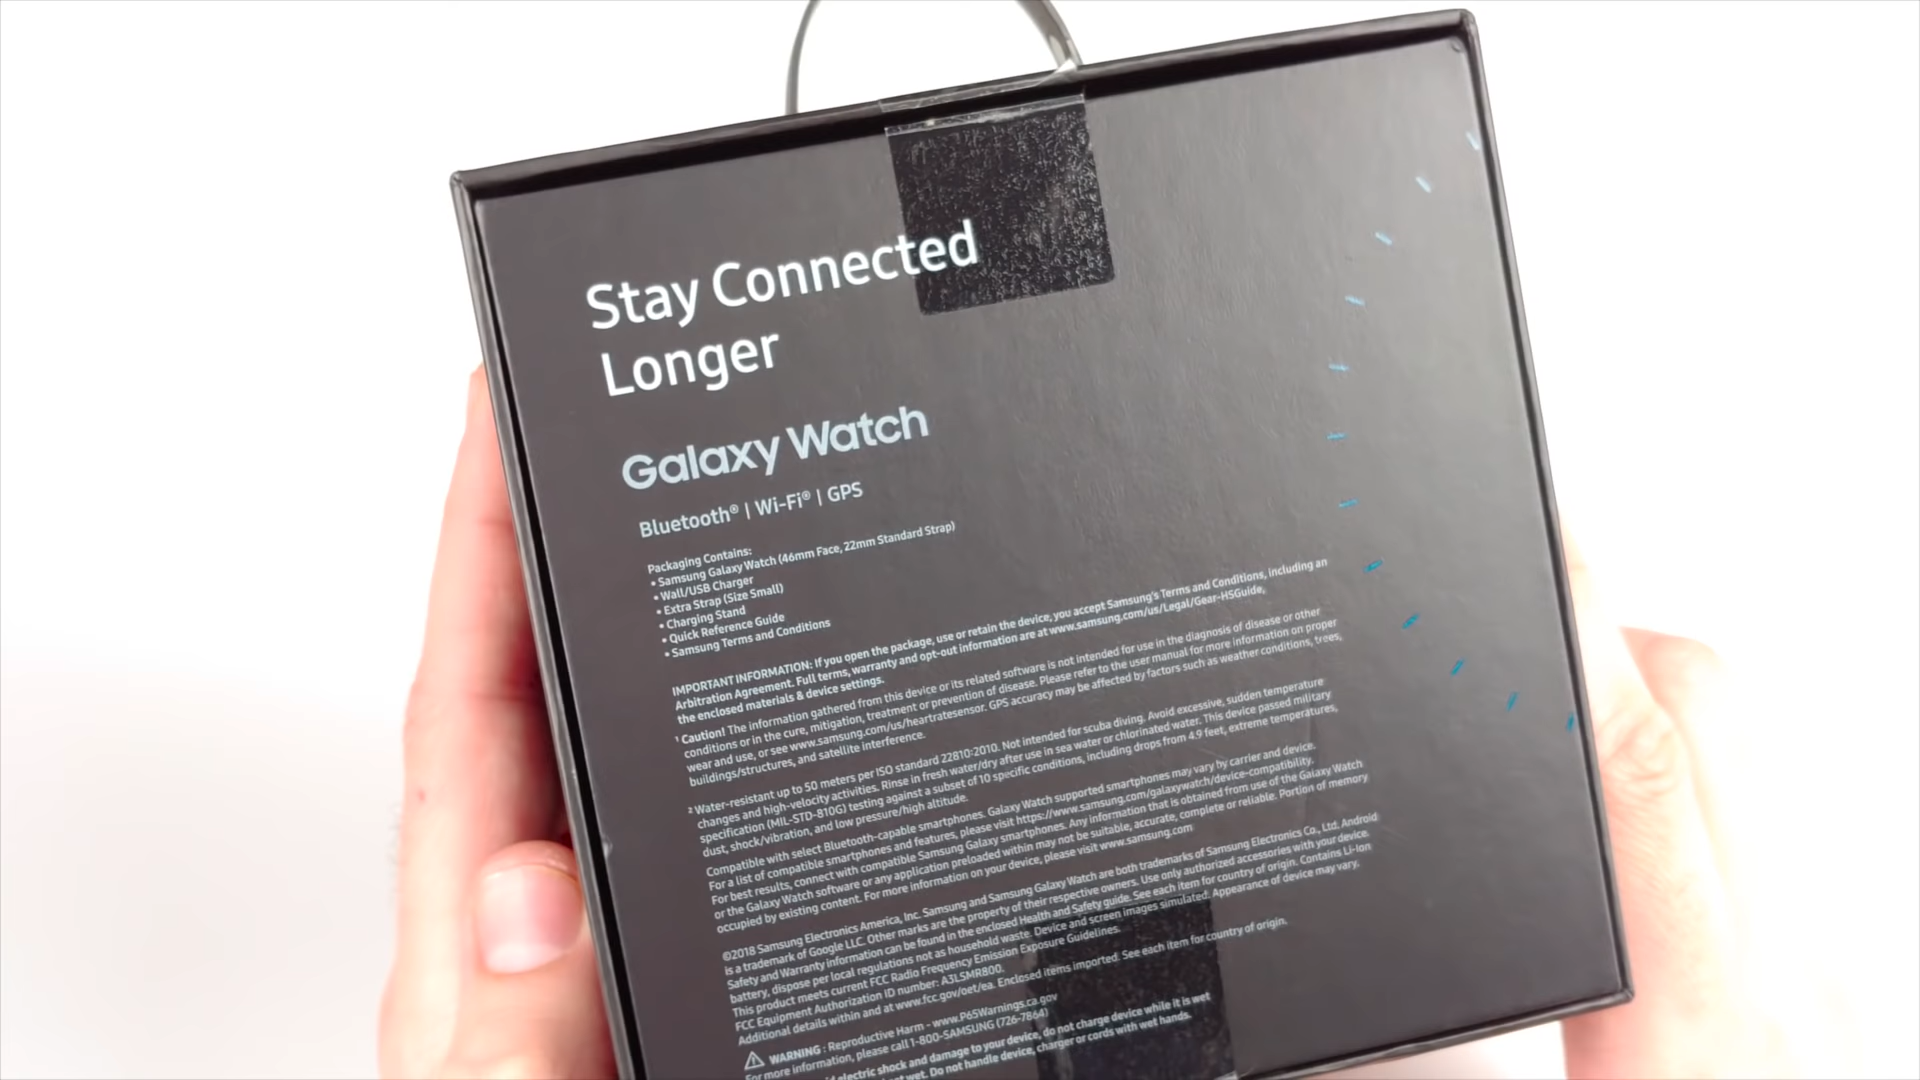 Stay Connected
Longer
Galaxy Watch
Bluetooth® | Wi-Fi® | GPS
Packaging Contains:
• Samsung Galaxy Watch (46mm Face, 22mm Standard Strap)
• Wall/USB Charger
• Extra Strap (Size Small)
• Charging Stand
• Quick Reference Guide
• Samsung Terms and Conditions
IMPORTANT INFORMATION: If you open the package, use or retain the device, you accept Samsung's Terms and Conditions, including an
Arbitration Agreement. Full terms, warranty and opt-out information are at www.samsung.com/us/Legal/Gear-HSGuide,
the enclosed materials & device settings.
¹ Caution! The information gathered from this device or its related software is not intended for use in the diagnosis of disease or other
conditions or in the cure, mitigation, treatment or prevention of disease. Please refer to the user manual for more information on proper
wear and use, or see www.samsung.com/us/heartratesensor. GPS accuracy may be affected by factors such as weather conditions, trees,
buildings/structures, and satellite interference.
² Water-resistant up to 50 meters per ISO standard 22810:2010. Not intended for scuba diving. Avoid excessive, sudden temperature
changes and high-velocity activities. Rinse in fresh water/dry after use in sea water or chlorinated water. This device passed military
specification (MIL-STD-810G) testing against a subset of 10 specific conditions, including drops from 4.9 feet, extreme temperatures,
dust, shock/vibration, and low pressure/high altitude.
Compatible with select Bluetooth-capable smartphones. Galaxy Watch supported smartphones may vary by carrier and device.
For a list of compatible smartphones and features, please visit https://www.samsung.com/galaxywatch/device-compatibility.
For best results, connect with compatible Samsung Galaxy smartphones. Any information that is obtained from use of the Galaxy Watch
or the Galaxy Watch software or any application preloaded within may not be suitable, accurate, complete or reliable. Portion of memory
occupied by existing content. For more information on your device, please visit www.samsung.com
©2018 Samsung Electronics America, Inc. Samsung and Samsung Galaxy Watch are both trademarks of Samsung Electronics Co., Ltd. Android
is a trademark of Google LLC. Other marks are the property of their respective owners. Use only authorized accessories with your device.
Safety and Warranty information can be found in the enclosed Health and Safety guide. See each item for country of origin. Contains Li-Ion
battery, dispose per local regulations not as household waste. Device and screen images simulated. Appearance of device may vary.
This product meets current FCC Radio Frequency Emission Exposure Guidelines.
FCC Equipment Authorization ID number: A3LSMR800.
Additional details within and at www.fcc.gov/oet/ea. Enclosed items imported. See each item for country of origin.
WARNING : Reproductive Harm - www.P65Warnings.ca.gov
For more information, please call 1-800-SAMSUNG (726-7864)
electric shock and damage to your device, do not charge device while it is wet
wet. Do not handle device, charger or cords with wet hands.